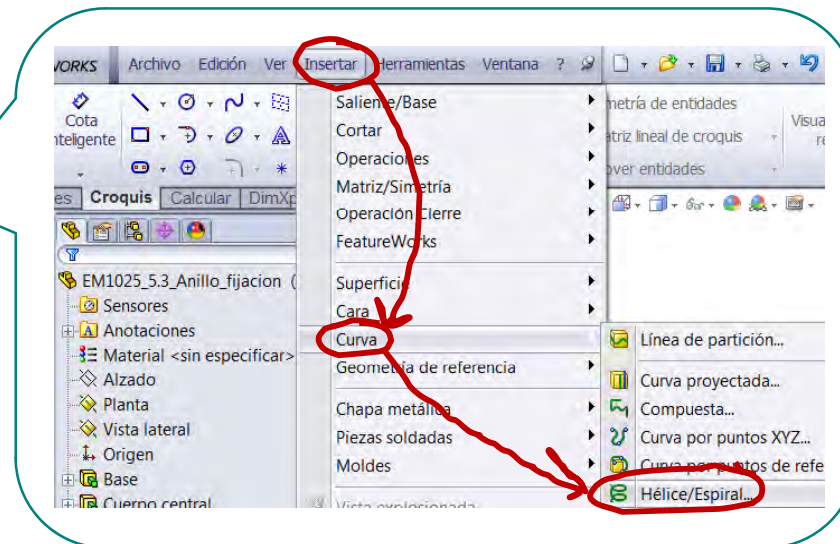 WORKS Archivo Edición Ver Insertar Herramientas Ventana ?
Cota
nteligente
es Croquis Calcular DimXp
EM1025_5.3_Anillo_fijacion (
Sensores
Anotaciones
Material <sin especificar>
Alzado
Planta
Vista lateral
Origen
Base
Cuerpo central
Saliente/Base
Cortar
Operaciones
Matriz/Simetría
Operación Cierre
FeatureWorks
Superficie
Cara
Curva
Geometría de referencia
Chapa metálica
Piezas soldadas
Moldes
Vista explosionada
metría de entidades
atriz lineal de croquis
over entidades
Visua
re
Línea de partición...
Curva proyectada...
Compuesta...
Curva por puntos XYZ...
Curva por puntos de refe
Hélice/Espiral...